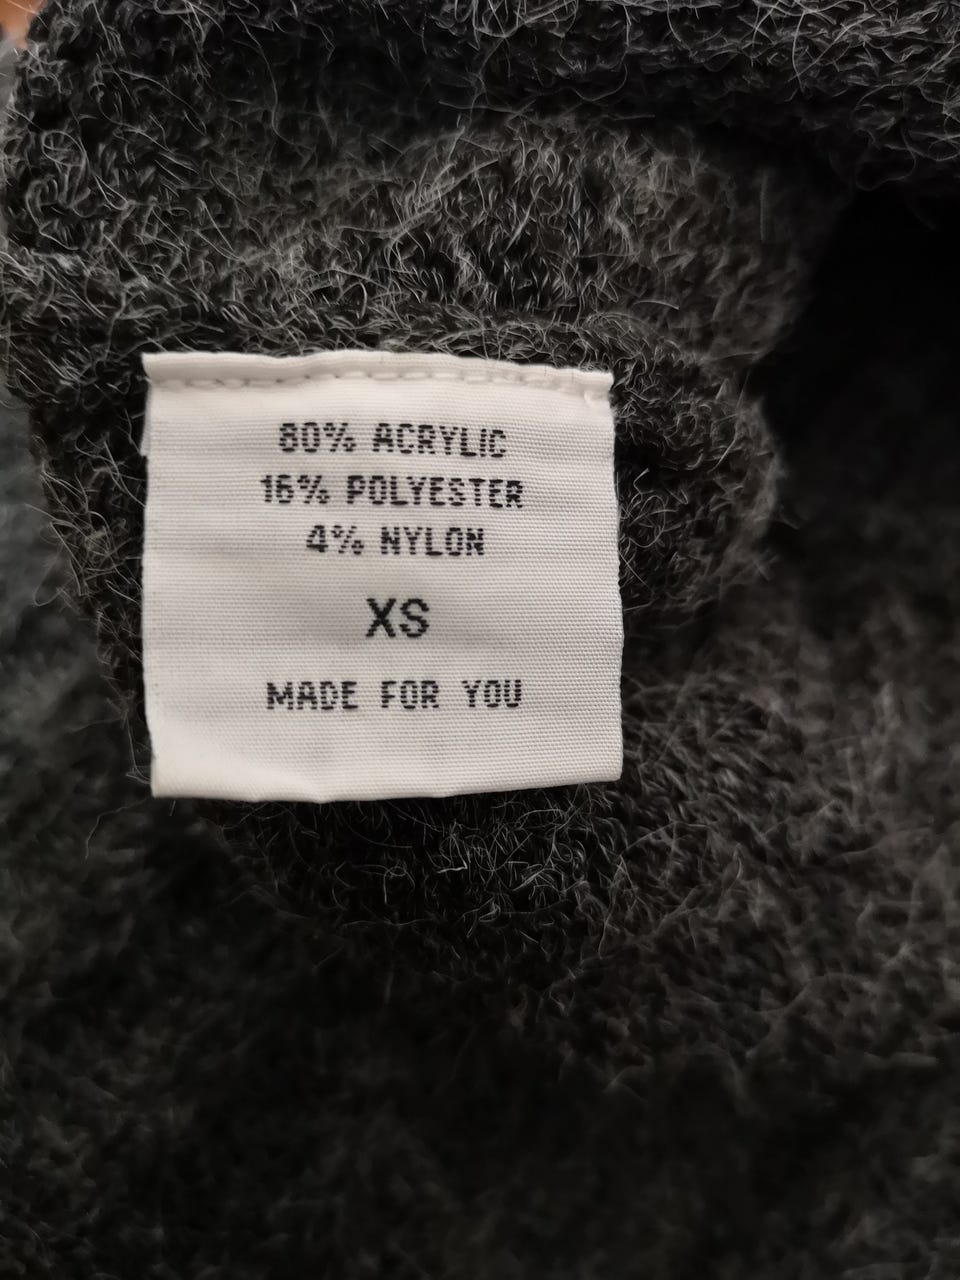 80% ACRYLIC
16% POLYESTER
4% NYLON
XS
MADE FOR YOU